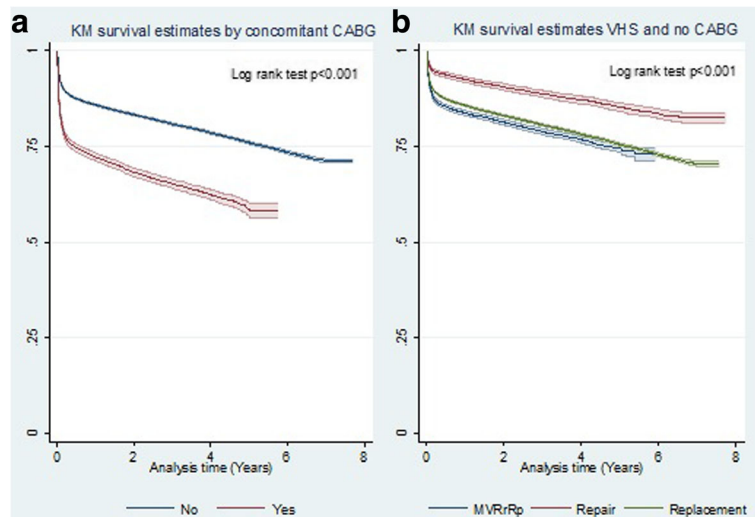 a
KM survival estimates by concomitant CABG
Log rank test p<0.001
1
.75
.5
.25
0
0 2 4 6 8
Analysis time (Years)
No Yes
b
KM survival estimates VHS and no CABG
Log rank test p<0.001
1
.75
.5
.25
0
0 2 4 6 8
Analysis time (Years)
MVRrRp Repair Replacement